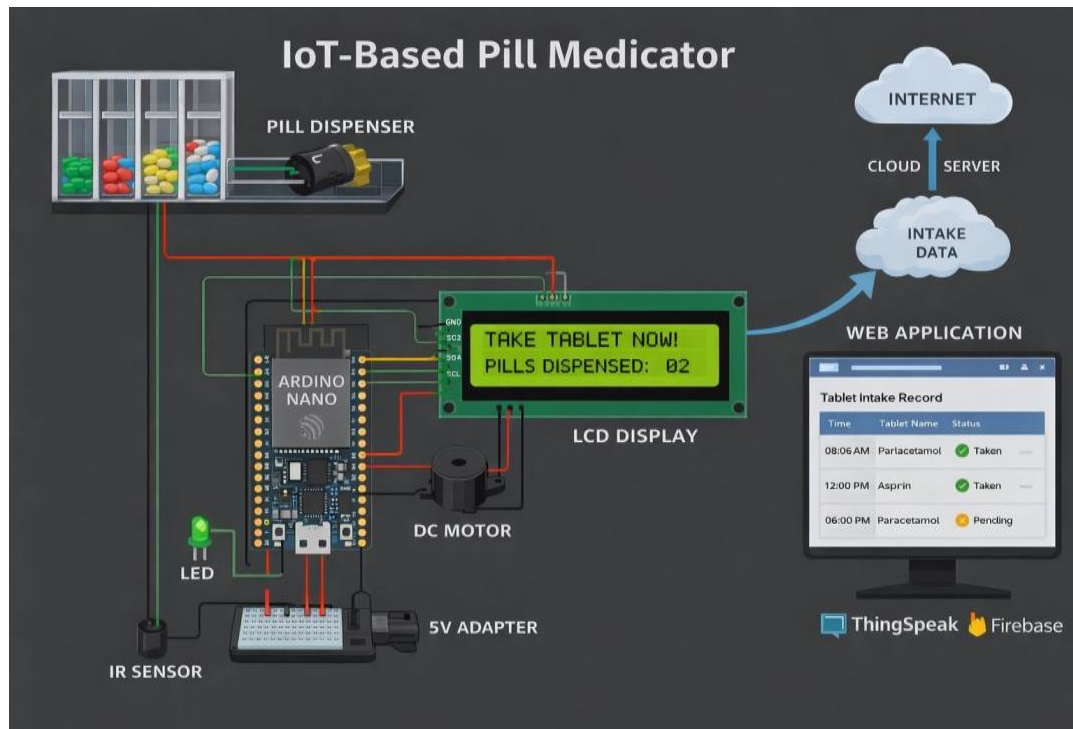 IoT-Based Pill Medicator
PILL DISPENSER
INTERNET
CLOUD SERVER
INTAKE
DATA
GND
SDA
SCL
TAKE TABLET NOW!
PILLS DISPENSED: 02
LCD DISPLAY
ARDINO
NANO
DC MOTOR
LED
5V ADAPTER
IR SENSOR
WEB APPLICATION
Tablet Intake Record
Time Tablet Name Status
08:06 AM Parlacetamol Taken
12:00 PM Asprin Taken
06:00 PM Paracetamol Pending
ThingSpeak Firebase